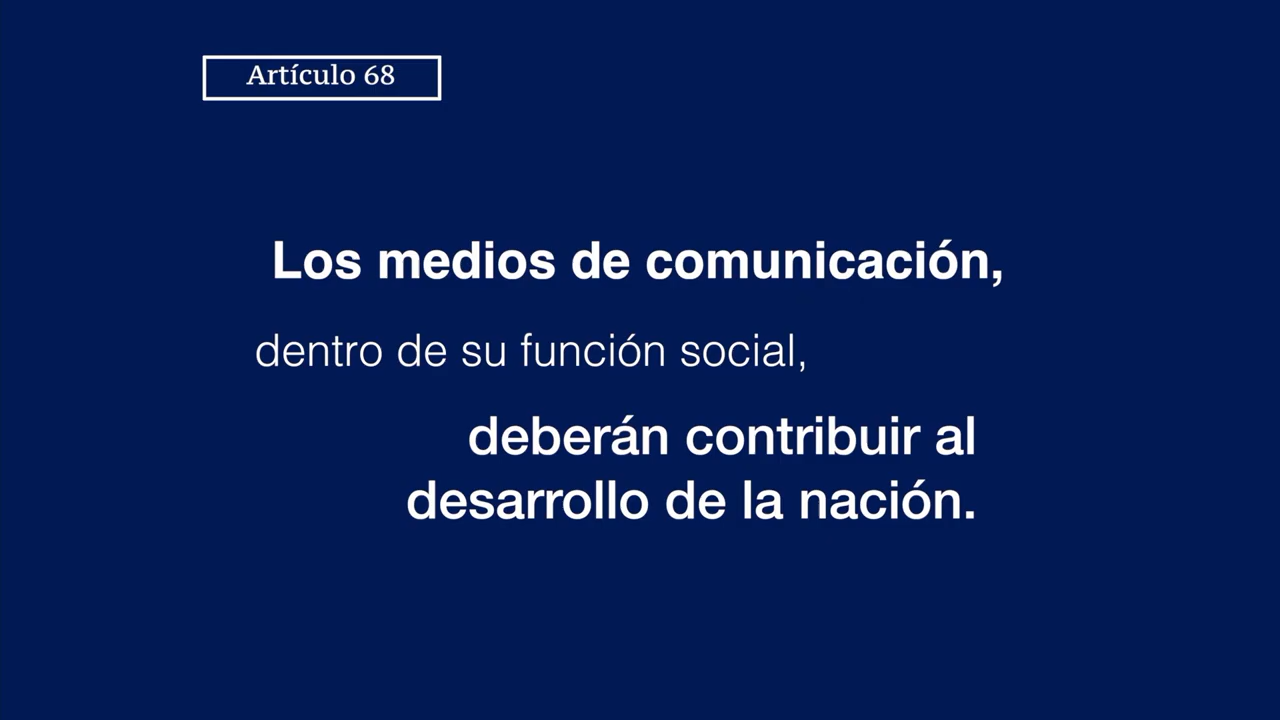 Artículo 68
Los medios de comunicación,
dentro de su función social,
deberán contribuir al
desarrollo de la nación.